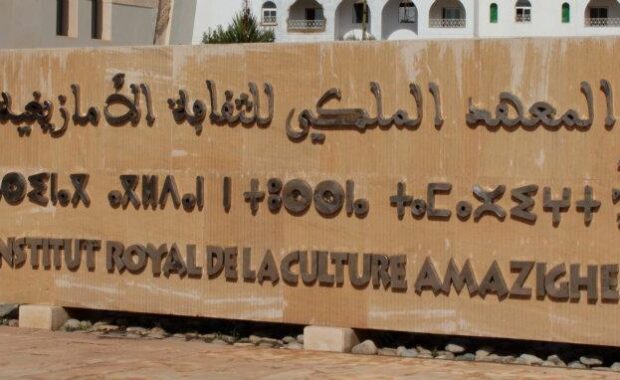 المعهد الملكي للثقافة الأمازيغية
ⴰⵙⵉⵏⴰⴳ ⴰⴳⵍⴷⴰⵏ ⵏ ⵜⵓⵙⵙⵏⴰ ⵜⴰⵎⴰⵣⵉⵖⵜ
INSTITUT ROYAL DE LA CULTURE AMAZIGHE